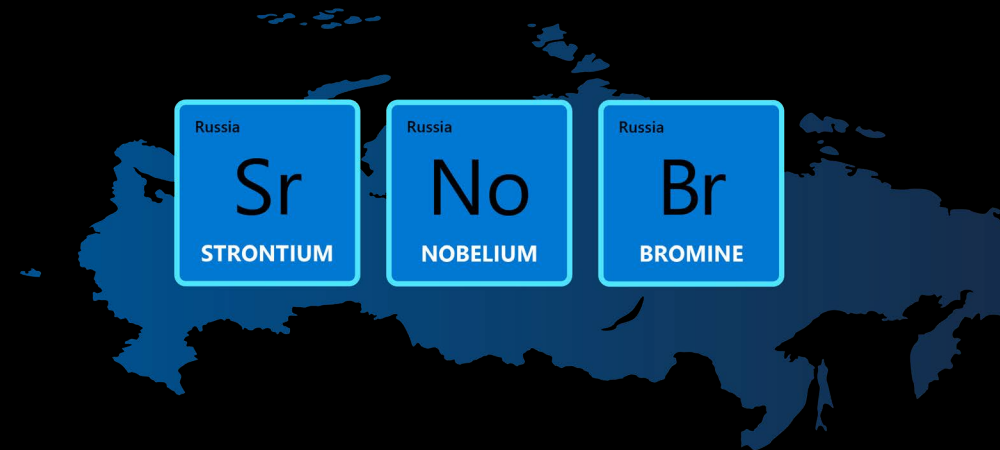 Russia
Sr
STRONTIUM
Russia
No
NOBELIUM
Russia
Br
BROMINE